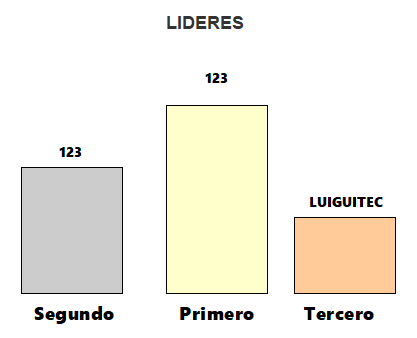 LIDERES
123
123
LUIGUITEC
Segundo Primero Tercero